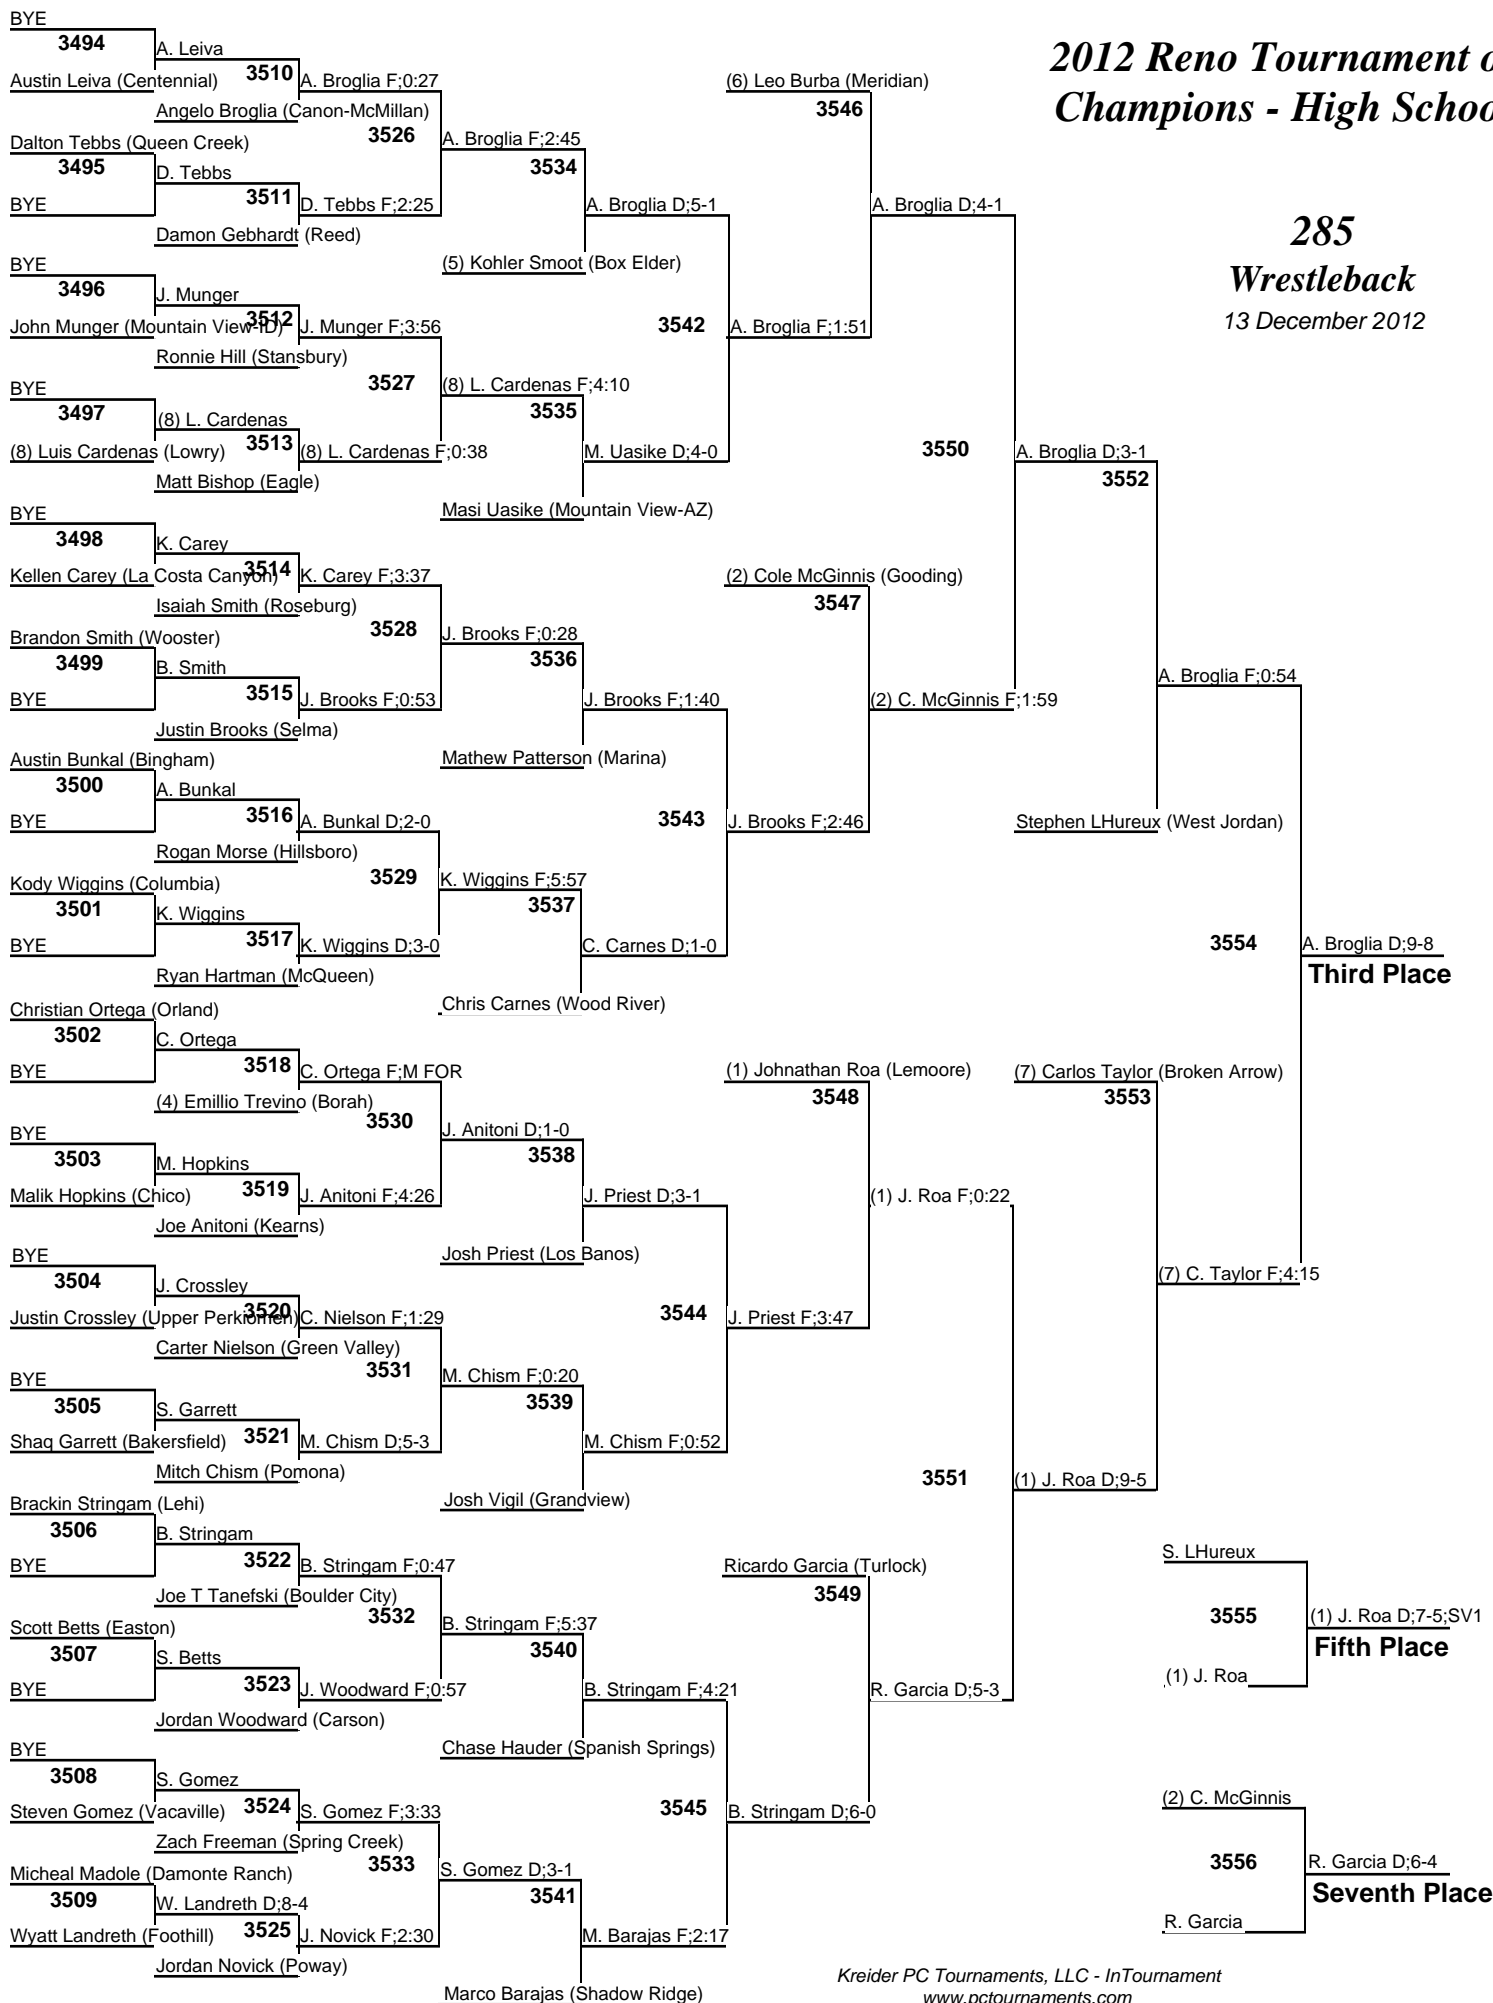 2012 Reno Tournament o
Champions - High Schoo
285
Wrestleback
13 December 2012
BYE
3494
Austin Leiva (Centennial)
Dalton Tebbs (Queen Creek)
3495
BYE
BYE
3496
John Munger (Mountain View-ID)
BYE
3497
(8) Luis Cardenas (Lowry)
BYE
3498
Kellen Carey (La Costa Canyon)
Brandon Smith (Wooster)
3499
BYE
Austin Bunkal (Bingham)
3500
BYE
Kody Wiggins (Columbia)
3501
BYE
Christian Ortega (Orland)
3502
BYE
BYE
3503
Malik Hopkins (Chico)
BYE
3504
Justin Crossley (Upper Perkiomen)
BYE
3505
Shaq Garrett (Bakersfield)
Brackin Stringam (Lehi)
3506
BYE
Scott Betts (Easton)
3507
BYE
BYE
3508
Steven Gomez (Vacaville)
Micheal Madole (Damonte Ranch)
3509
Wyatt Landreth (Foothill)
A. Leiva
3510
Angelo Broglia (Canon-McMillan)
D. Tebbs
3511
Damon Gebhardt (Reed)
J. Munger
3512
Ronnie Hill (Stansbury)
(8) L. Cardenas
3513
Matt Bishop (Eagle)
K. Carey
3514
Isaiah Smith (Roseburg)
B. Smith
3515
Justin Brooks (Selma)
A. Bunkal
3516
Rogan Morse (Hillsboro)
K. Wiggins
3517
Ryan Hartman (McQueen)
C. Ortega
3518
(4) Emillio Trevino (Borah)
M. Hopkins
3519
Joe Anitoni (Kearns)
J. Crossley
3520
Carter Nielson (Green Valley)
S. Garrett
3521
Mitch Chism (Pomona)
B. Stringam
3522
Joe T Tanefski (Boulder City)
S. Betts
3523
Jordan Woodward (Carson)
S. Gomez
3524
Zach Freeman (Spring Creek)
W. Landreth D;8-4
3525
Jordan Novick (Poway)
A. Broglia F;0:27
3526
D. Tebbs F;2:25
J. Munger F;3:56
3527
(8) L. Cardenas F;0:38
K. Carey F;3:37
3528
J. Brooks F;0:53
A. Bunkal D;2-0
3529
K. Wiggins D;3-0
C. Ortega F;M FOR
3530
J. Anitoni F;4:26
C. Nielson F;1:29
3531
M. Chism D;5-3
B. Stringam F;0:47
3532
J. Woodward F;0:57
S. Gomez F;3:33
3533
J. Novick F;2:30
A. Broglia F;2:45
3534
(5) Kohler Smoot (Box Elder)
(8) L. Cardenas F;4:10
3535
Masi Uasike (Mountain View-AZ)
J. Brooks F;0:28
3536
Mathew Patterson (Marina)
K. Wiggins F;5:57
3537
Chris Carnes (Wood River)
J. Anitoni D;1-0
3538
Josh Priest (Los Banos)
M. Chism F;0:20
3539
Josh Vigil (Grandview)
B. Stringam F;5:37
3540
Chase Hauder (Spanish Springs)
S. Gomez D;3-1
3541
Marco Barajas (Shadow Ridge)
A. Broglia D;5-1
3542
M. Uasike D;4-0
J. Brooks F;1:40
3543
C. Carnes D;1-0
J. Priest D;3-1
3544
M. Chism F;0:52
B. Stringam F;4:21
3545
M. Barajas F;2:17
(6) Leo Burba (Meridian)
3546
A. Broglia F;1:51
(2) Cole McGinnis (Gooding)
3547
J. Brooks F;2:46
(1) Johnathan Roa (Lemoore)
3548
J. Priest F;3:47
Ricardo Garcia (Turlock)
3549
B. Stringam D;6-0
A. Broglia D;4-1
3550
(2) C. McGinnis F;1:59
(1) J. Roa F;0:22
3551
R. Garcia D;5-3
A. Broglia D;3-1
3552
Stephen LHureux (West Jordan)
(7) Carlos Taylor (Broken Arrow)
3553
(1) J. Roa D;9-5
A. Broglia F;0:54
3554
(7) C. Taylor F;4:15
A. Broglia D;9-8
Third Place
S. LHureux
3555
(1) J. Roa
(1) J. Roa D;7-5;SV1
Fifth Place
(2) C. McGinnis
3556
R. Garcia
R. Garcia D;6-4
Seventh Place
Kreider PC Tournaments, LLC - InTournament
www.pctournaments.com